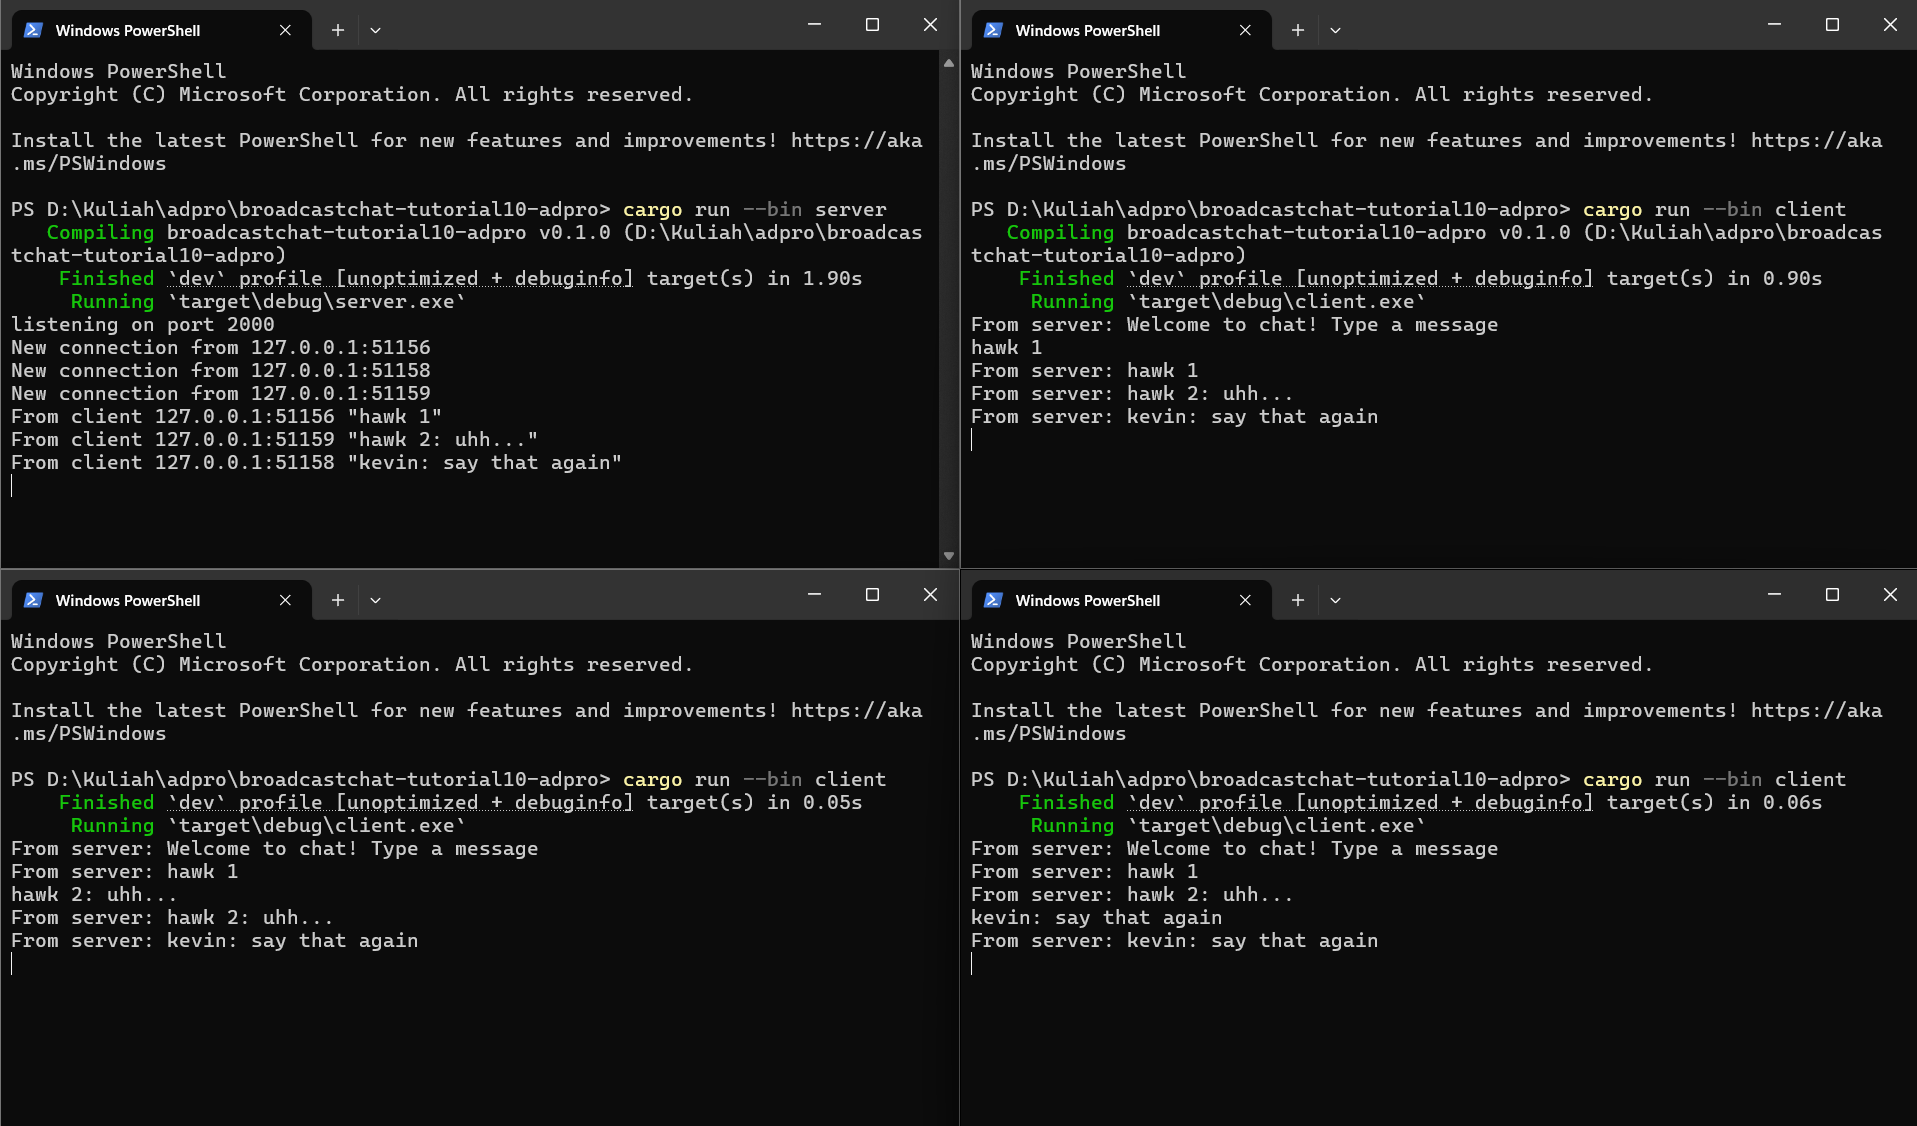 Windows PowerShell
Windows PowerShell
Copyright (C) Microsoft Corporation. All rights reserved.
Install the latest PowerShell for new features and improvements! https://aka
.ms/PSWindows
PS D:\Kuliah\adpro\broadcastchat-tutorial10-adpro> cargo run --bin server
Compiling broadcastchat-tutorial10-adpro v0.1.0 (D:\Kuliah\adpro\broadcas
tchat-tutorial10-adpro)
Finished `dev` profile [unoptimized + debuginfo] target(s) in 1.90s
Running `target\debug\server.exe`
listening on port 2000
New connection from 127.0.0.1:51156
New connection from 127.0.0.1:51158
New connection from 127.0.0.1:51159
From client 127.0.0.1:51156 "hawk 1"
From client 127.0.0.1:51159 "hawk 2: uhh..."
From client 127.0.0.1:51158 "kevin: say that again"
Windows PowerShell
Windows PowerShell
Copyright (C) Microsoft Corporation. All rights reserved.
Install the latest PowerShell for new features and improvements! https://aka
.ms/PSWindows
PS D:\Kuliah\adpro\broadcastchat-tutorial10-adpro> cargo run --bin client
Compiling broadcastchat-tutorial10-adpro v0.1.0 (D:\Kuliah\adpro\broadcas
tchat-tutorial10-adpro)
Finished `dev` profile [unoptimized + debuginfo] target(s) in 0.90s
Running `target\debug\client.exe`
From server: Welcome to chat! Type a message
hawk 1
From server: hawk 1
From server: hawk 2: uhh...
From server: kevin: say that again
Windows PowerShell
Windows PowerShell
Copyright (C) Microsoft Corporation. All rights reserved.
Install the latest PowerShell for new features and improvements! https://aka
.ms/PSWindows
PS D:\Kuliah\adpro\broadcastchat-tutorial10-adpro> cargo run --bin client
Finished `dev` profile [unoptimized + debuginfo] target(s) in 0.05s
Running `target\debug\client.exe`
From server: Welcome to chat! Type a message
From server: hawk 1
hawk 2: uhh...
From server: hawk 2: uhh...
From server: kevin: say that again
Windows PowerShell
Windows PowerShell
Copyright (C) Microsoft Corporation. All rights reserved.
Install the latest PowerShell for new features and improvements! https://aka
.ms/PSWindows
PS D:\Kuliah\adpro\broadcastchat-tutorial10-adpro> cargo run --bin client
Finished `dev` profile [unoptimized + debuginfo] target(s) in 0.06s
Running `target\debug\client.exe`
From server: Welcome to chat! Type a message
From server: hawk 1
From server: hawk 2: uhh...
kevin: say that again
From server: kevin: say that again